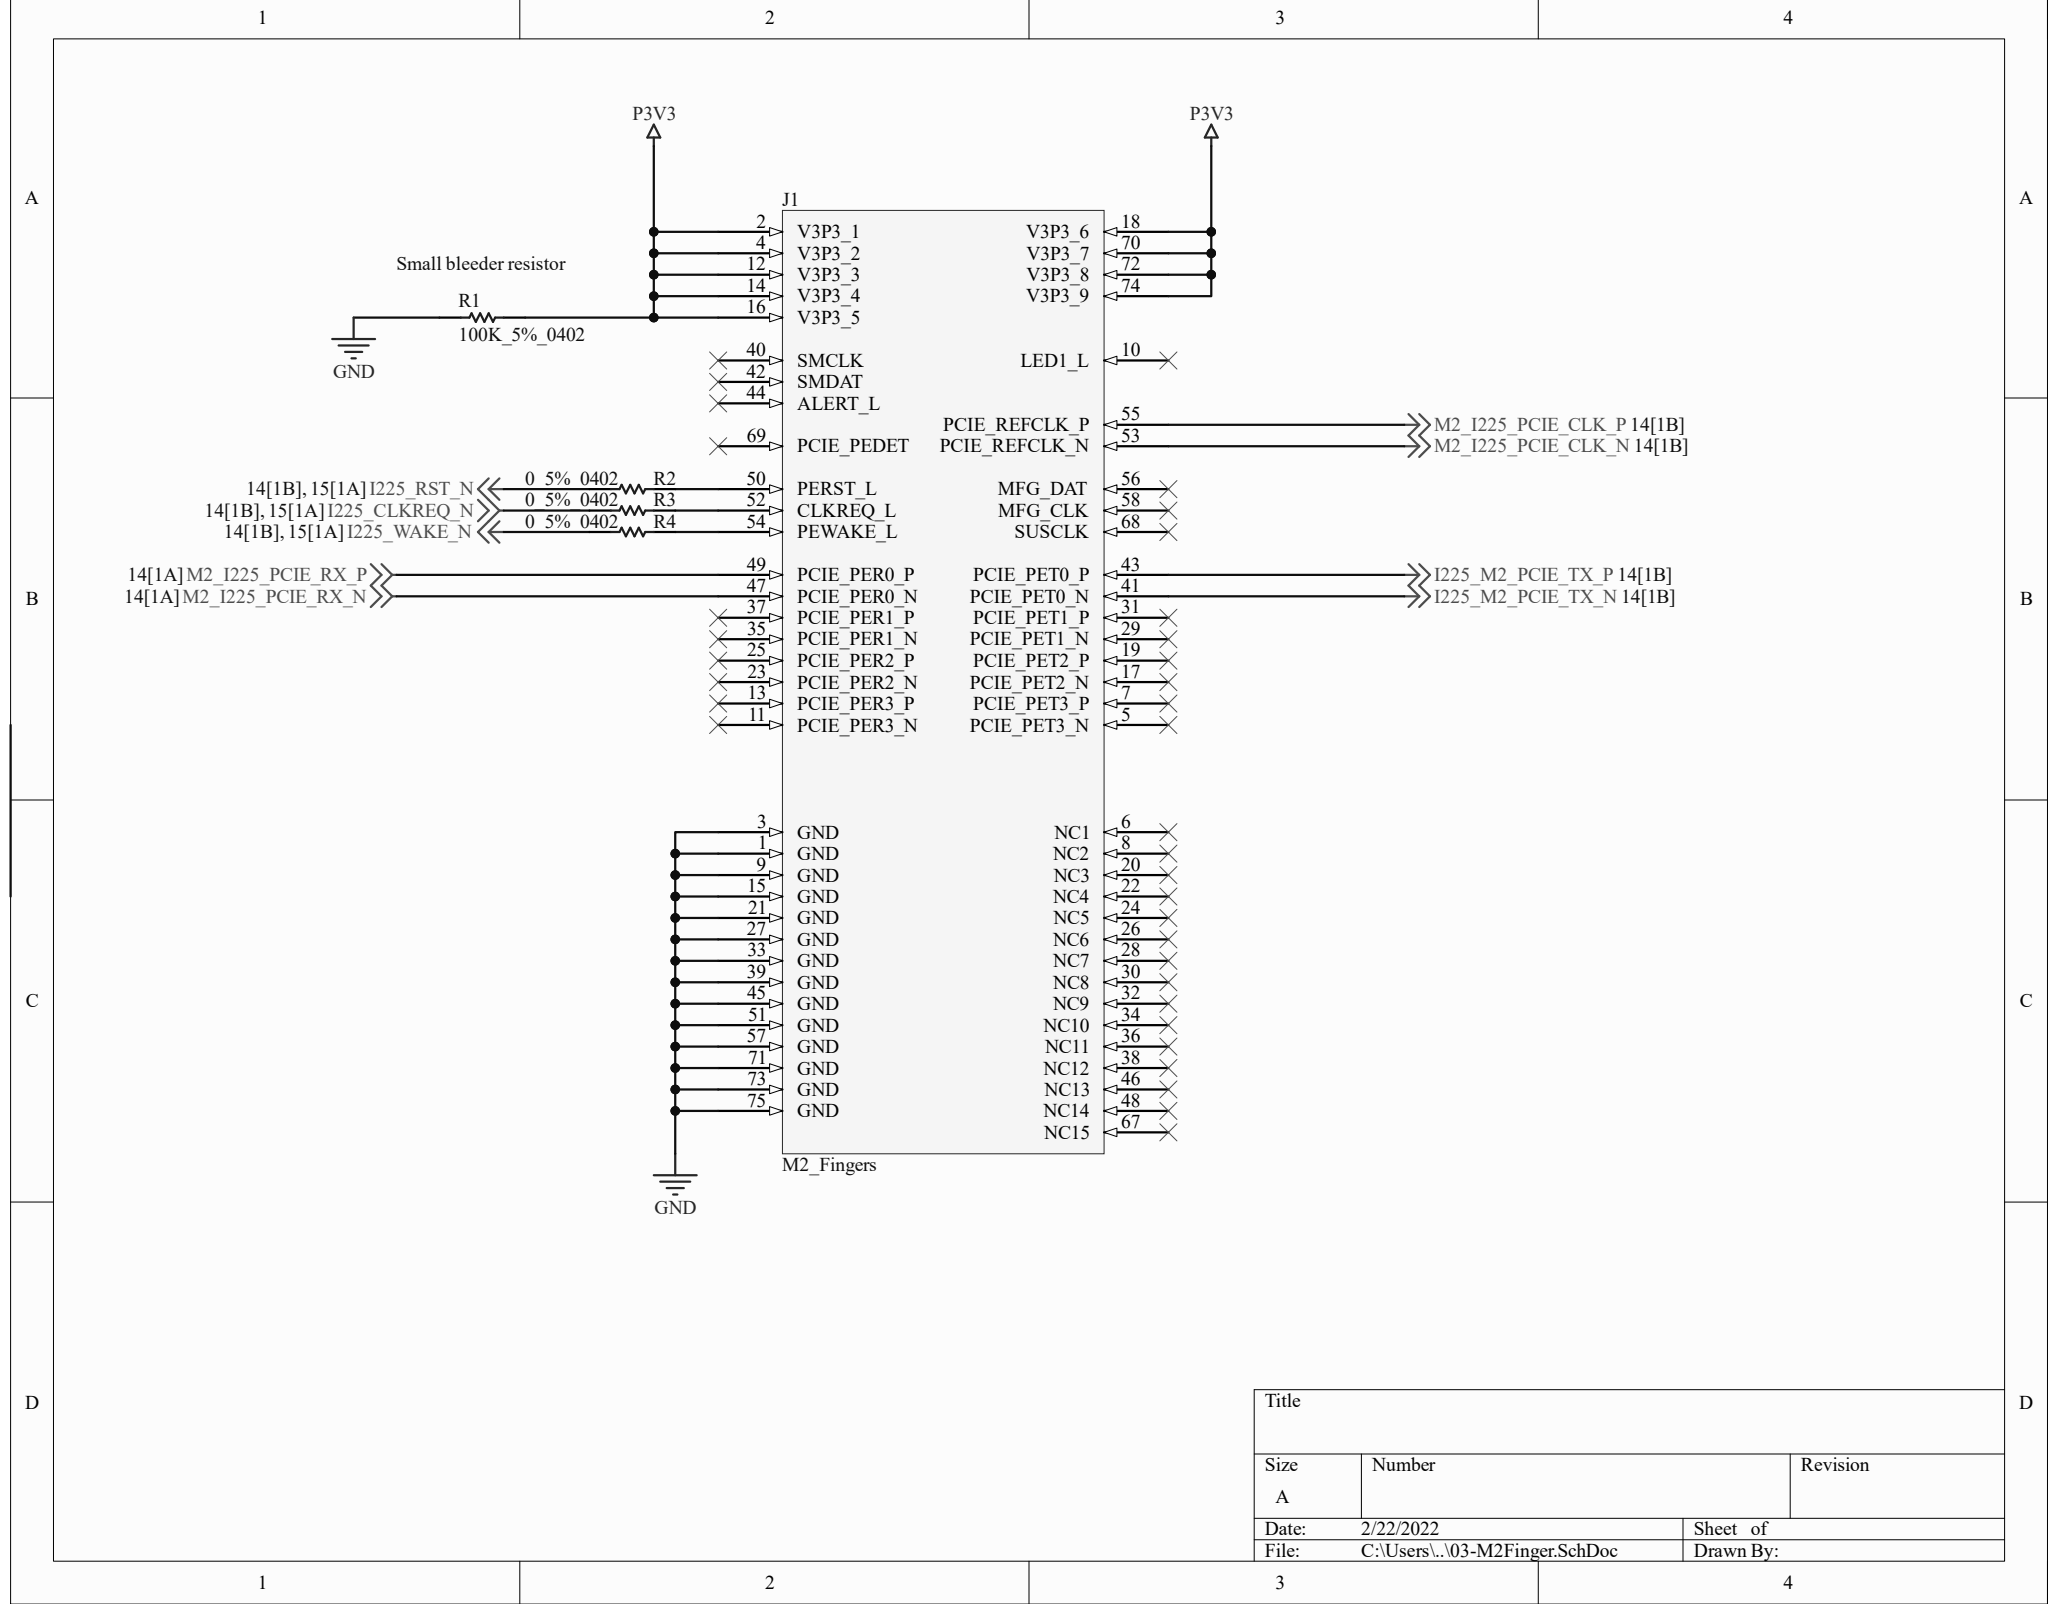 1 2 3 4
P3V3 P3V3
A A
J1
2 V3P3_1 V3P3_6 18
4 V3P3_2 V3P3_7 70
Small bleeder resistor 12 V3P3_3 V3P3_8 72
14 V3P3_4 V3P3_9 74
R1 16 V3P3_5
100K_5%_0402
GND
40 SMCLK LED1_L 10
42 SMDAT
44 ALERT_L
PCIE_REFCLK_P 55 M2_I225_PCIE_CLK_P 14[1B]
69 PCIE_PEDET PCIE_REFCLK_N 53 M2_I225_PCIE_CLK_N 14[1B]
14[1B], 15[1A] I225_RST_N 0_5%_0402 R2 50 PERST_L MFG_DAT 56
14[1B], 15[1A] I225_CLKREQ_N 0_5%_0402 R3 52 CLKREQ_L MFG_CLK 58
14[1B], 15[1A] I225_WAKE_N 0_5%_0402 R4 54 PEWAKE_L SUSCLK 68
14[1A] M2_I225_PCIE_RX_P 49 PCIE_PER0_P PCIE_PET0_P 43 I225_M2_PCIE_TX_P 14[1B]
14[1A] M2_I225_PCIE_RX_N 47 PCIE_PER0_N PCIE_PET0_N 41 I225_M2_PCIE_TX_N 14[1B]
B B
37 PCIE_PER1_P PCIE_PET1_P 31
35 PCIE_PER1_N PCIE_PET1_N 29
25 PCIE_PER2_P PCIE_PET2_P 19
23 PCIE_PER2_N PCIE_PET2_N 17
13 PCIE_PER3_P PCIE_PET3_P 7
11 PCIE_PER3_N PCIE_PET3_N 5
3 GND NC1 6
1 GND NC2 8
9 GND NC3 20
15 GND NC4 22
21 GND NC5 24
27 GND NC6 26
33 GND NC7 28
39 GND NC8 30
C C
45 GND NC9 32
51 GND NC10 34
57 GND NC11 36
71 GND NC12 38
73 GND NC13 46
75 GND NC14 48
NC15 67
M2_Fingers
GND
D D
Title
Size Number Revision
A
Date: 2/22/2022 Sheet of
File: C:\Users\..\03-M2Finger.SchDoc Drawn By:
1 2 3 4